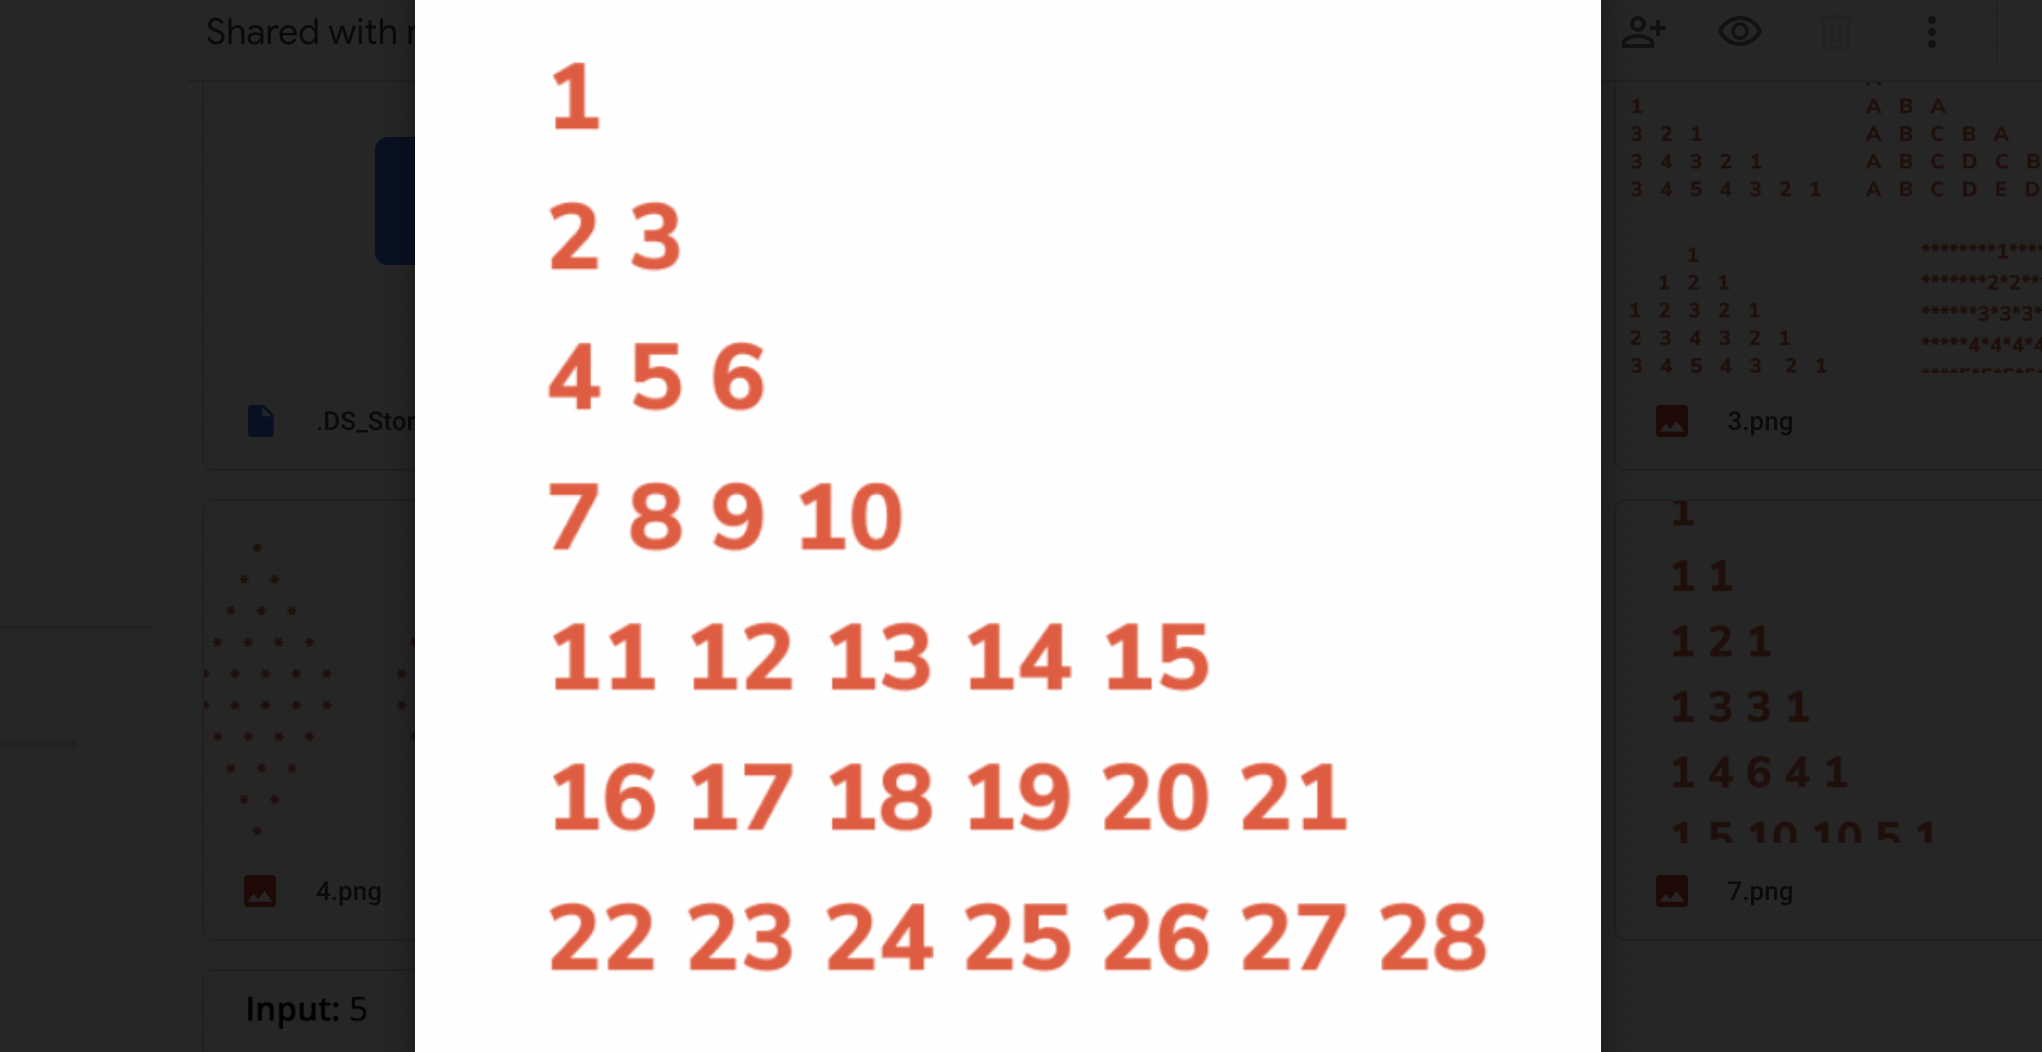 Shared with
1
2 3
4 5 6
7 8 9 10
11 12 13 14 15
16 17 18 19 20 21
22 23 24 25 26 27 28
.DS_Stor
1
3 2 1
3 4 3 2 1
3 4 5 4 3 2 1
A B A
A B C B A
A B C D C B
A B C D E D
1
1 2 1
1 2 3 2 1
2 3 4 3 2 1
3 4 5 4 3 2 1
********1****
*******2*2**
******3*3*3*
*****4*4*4*4
3.png
*
* *
* * *
* * * *
* * * * *
* * * * *
* * * *
* * *
* *
*
4.png
1
1 1
1 2 1
1 3 3 1
1 4 6 4 1
1 5 10 10 5 1
7.png
Input: 5